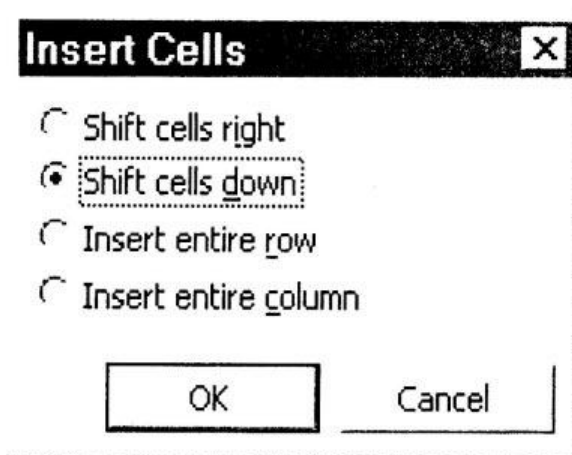 Insert Cells
Shift cells right
Shift cells down
Insert entire row
Insert entire column
OK Cancel